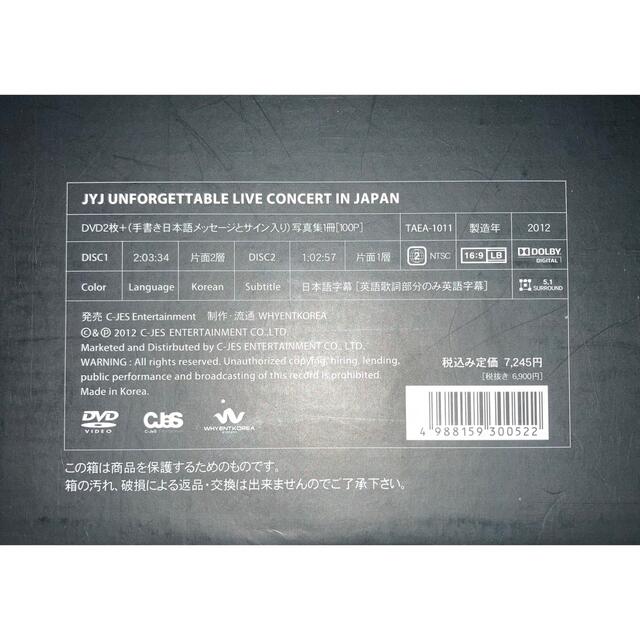 JYJ UNFORGETTABLE LIVE CONCERT IN JAPAN
DVD2枚+(手書き日本語メッセージとサイン入り)写真集1冊[100P] TAEA-1011 製造年 2012
DISC1 2:03:34 片面2層 DISC2 1:02:57 片面1層 2 NTSC 16:9 LB DOLBY DIGITAL
Color Language Korean Subtitle 日本語字幕 [英語歌詞部分のみ英語字幕] 5.1 SURROUND
発売 C-JES Entertainment 制作・流通 WHYENTKOREA
©&Ⓟ 2012 C-JES ENTERTAINMENT CO.,LTD.
Marketed and Distirbuted by C-JES ENTERTAINMENT CO., LTD.
WARNING : All rights reserved. Unauthorized copyfng, hiring, lending,
public performance and broadcasting of this record is prohibited.
Made in Korea.
税込み定価 7,245円
[税抜き 6,900円]
DVD VIDEO
CJeS C-JeS
WHYENTKOREA
4 988159 300522
この箱は商品を保護するためのものです。
箱の汚れ、破損による返品・交換は出来ませんのでご了承下さい。